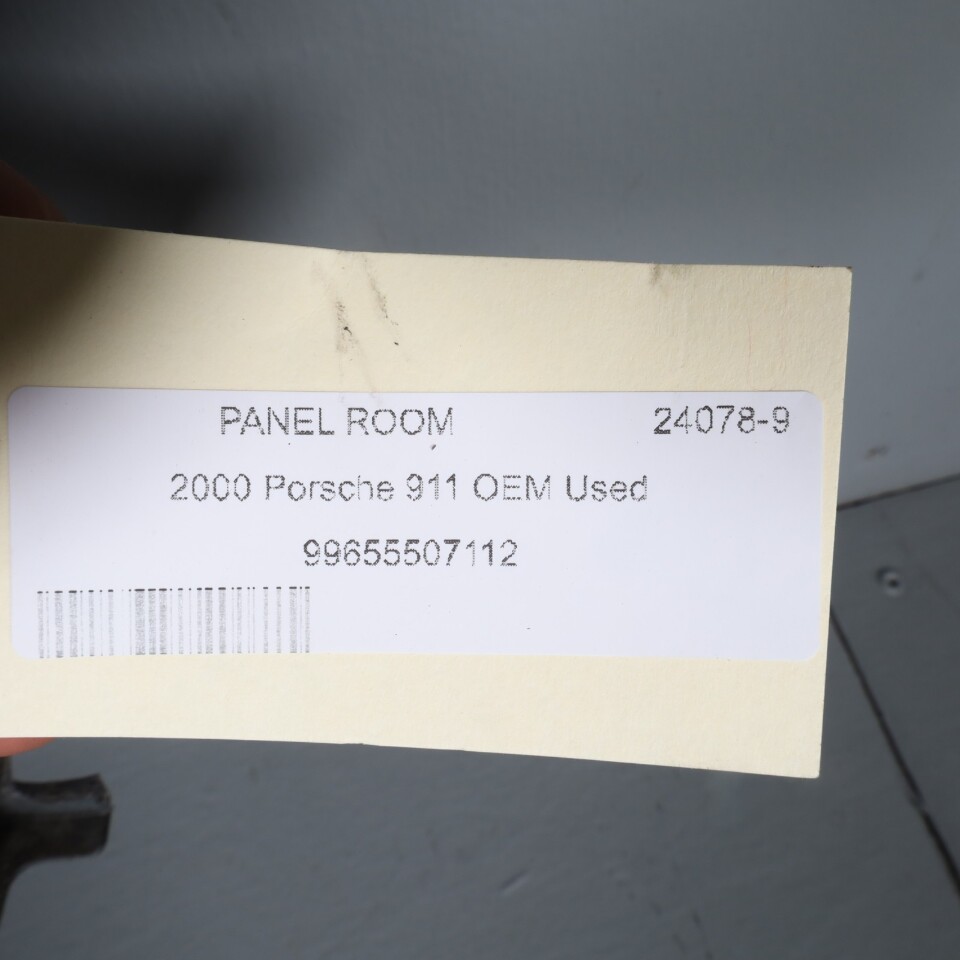 PANEL ROOM 24078-9
2000 Porsche 911 OEM Used
99655507112